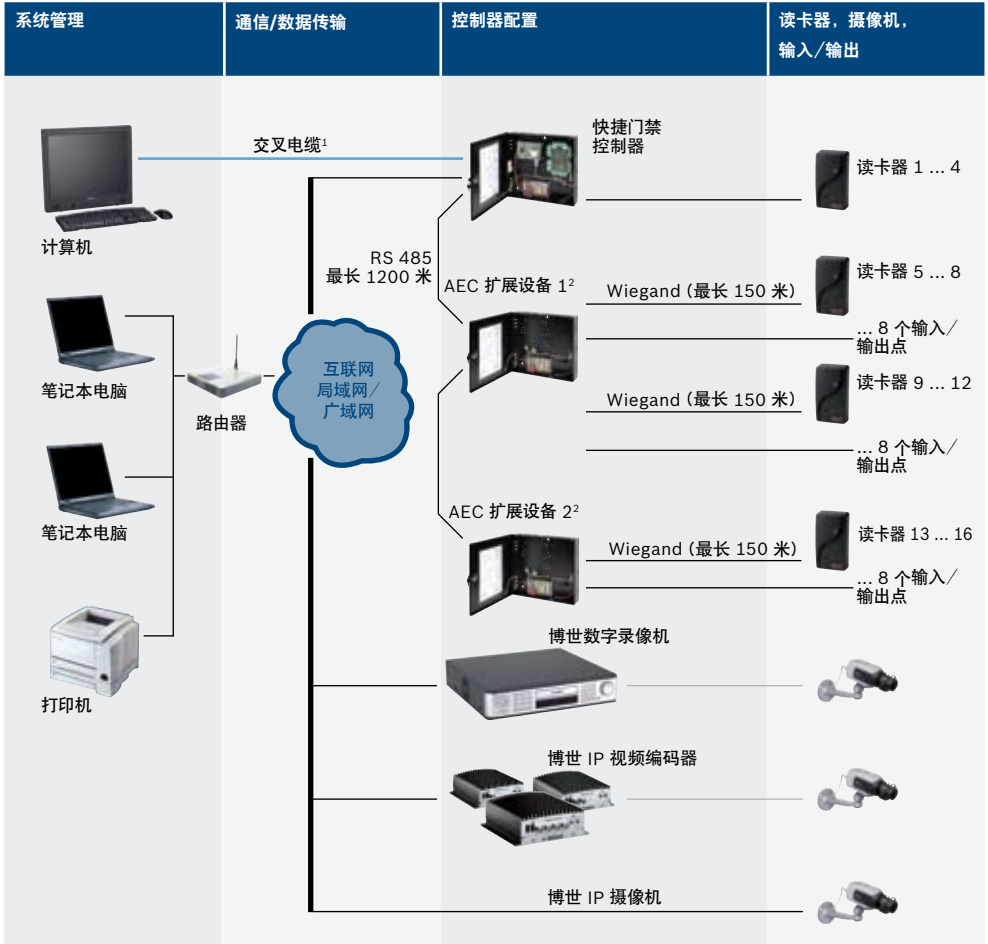 系统管理
通信/数据传输
控制器配置
读卡器，摄像机，
输入/输出
交叉电缆¹
快捷门禁
控制器
读卡器 1 ... 4
计算机
RS 485
最长 1200 米
AEC 扩展设备 1²
Wiegand (最长 150 米)
读卡器 5 ... 8
... 8 个输入/
输出点
互联网
局域网/
广域网
笔记本电脑
路由器
Wiegand (最长 150 米)
读卡器 9 ... 12
... 8 个输入/
输出点
笔记本电脑
AEC 扩展设备 2²
Wiegand (最长 150 米)
读卡器 13 ... 16
... 8 个输入/
输出点
博世数字录像机
打印机
博世 IP 视频编码器
博世 IP 摄像机